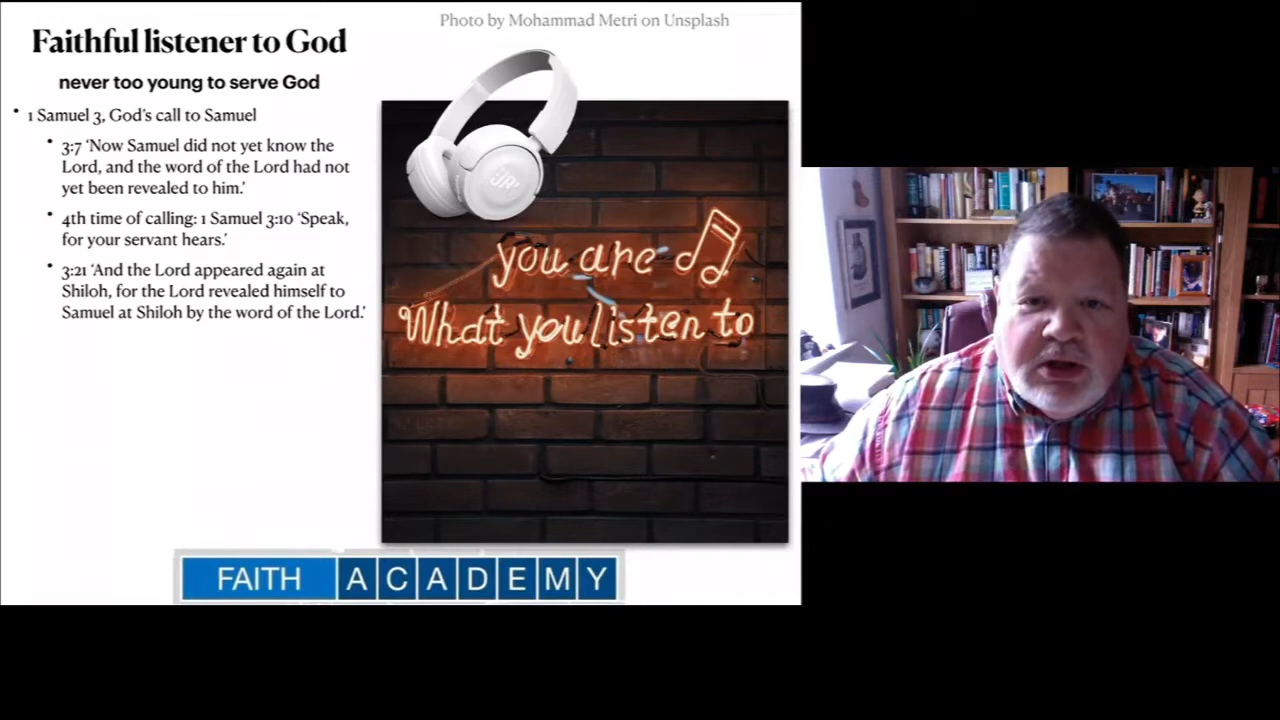 Photo by Mohammad Metri on Unsplash
Faithful listener to God
never too young to serve God
• 1 Samuel 3, God's call to Samuel
• 3:7 ‘Now Samuel did not yet know the
Lord, and the word of the Lord had not
yet been revealed to him.’
• 4th time of calling: 1 Samuel 3:10 ‘Speak,
for your servant hears.’
• 3:21 ‘And the Lord appeared again at
Shiloh, for the Lord revealed himself to
Samuel at Shiloh by the word of the Lord.’
JBL
you are
What you listen to
FAITH ACADEMY